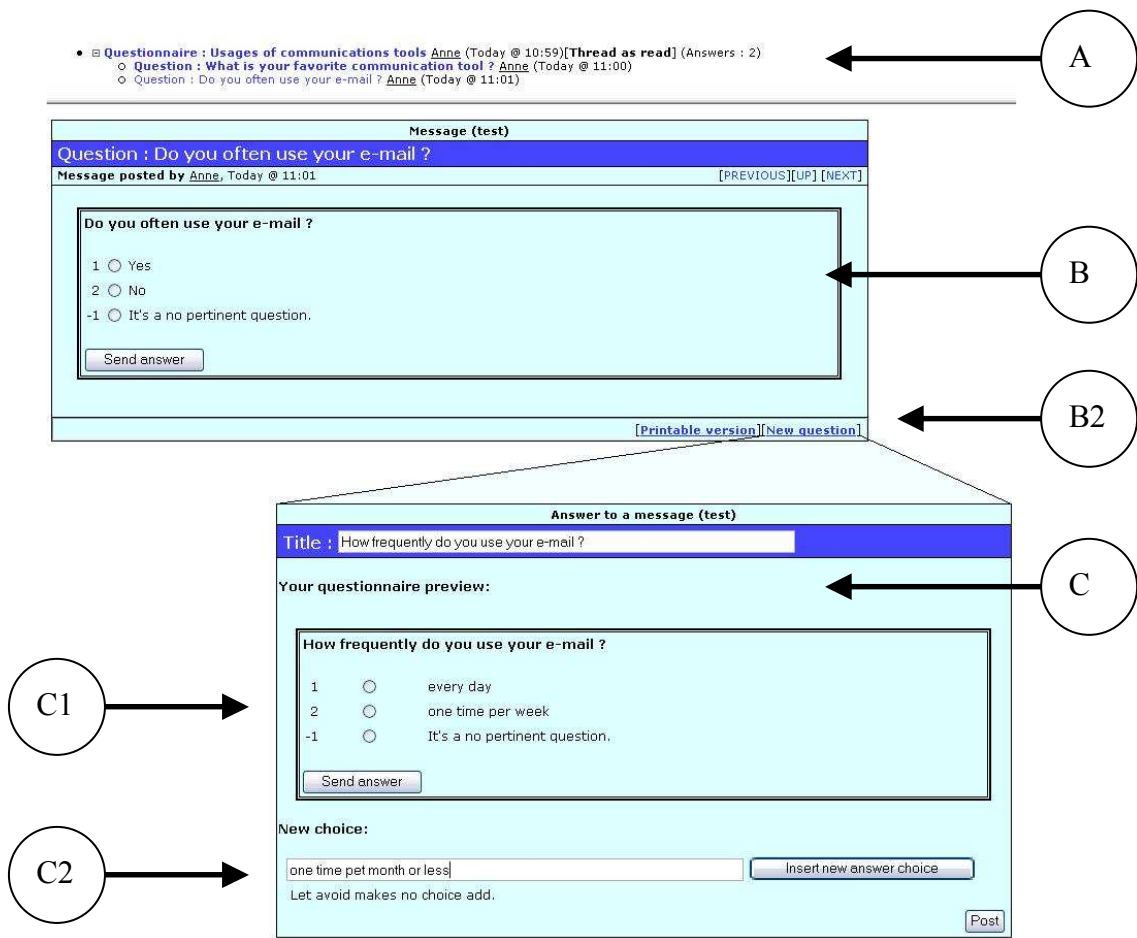 • Questionnaire : Usages of communications tools Anne (Today @ 10:59)[Thread as read] (Answers : 2)
o Question : What is your favorite communication tool ? Anne (Today @ 11:00)
o Question : Do you often use your e-mail ? Anne (Today @ 11:01)
A
Message (test)
Question : Do you often use your e-mail ?
Message posted by Anne, Today @ 11:01 [PREVIOUS][UP] [NEXT]
Do you often use your e-mail ?
1 Yes
2 No
-1 It's a no pertinent question.
Send answer
B
[Printable version][New question]
B2
Answer to a message (test)
Title : How frequently do you use your e-mail ?
Your questionnaire preview:
C
How frequently do you use your e-mail ?
1 every day
2 one time per week
-1 It's a no pertinent question.
Send answer
C1
New choice:
one time pet month or less Insert new answer choice
Let avoid makes no choice add.
C2
Post